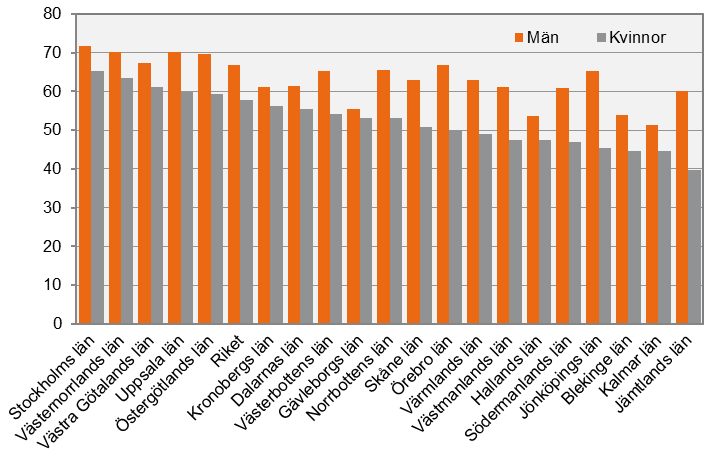 80
70
60
50
40
30
20
10
0
Män
Kvinnor
Stockholms län
Västernorrlands län
Västra Götalands län
Uppsala län
Östergötlands län
Riket
Kronobergs län
Dalarnas län
Västerbottens län
Gävleborgs län
Norrbottens län
Skåne län
Örebro län
Värmlands län
Västmanlands län
Hallands län
Södermanlands län
Jönköpings län
Blekinge län
Kalmar län
Jämtlands län